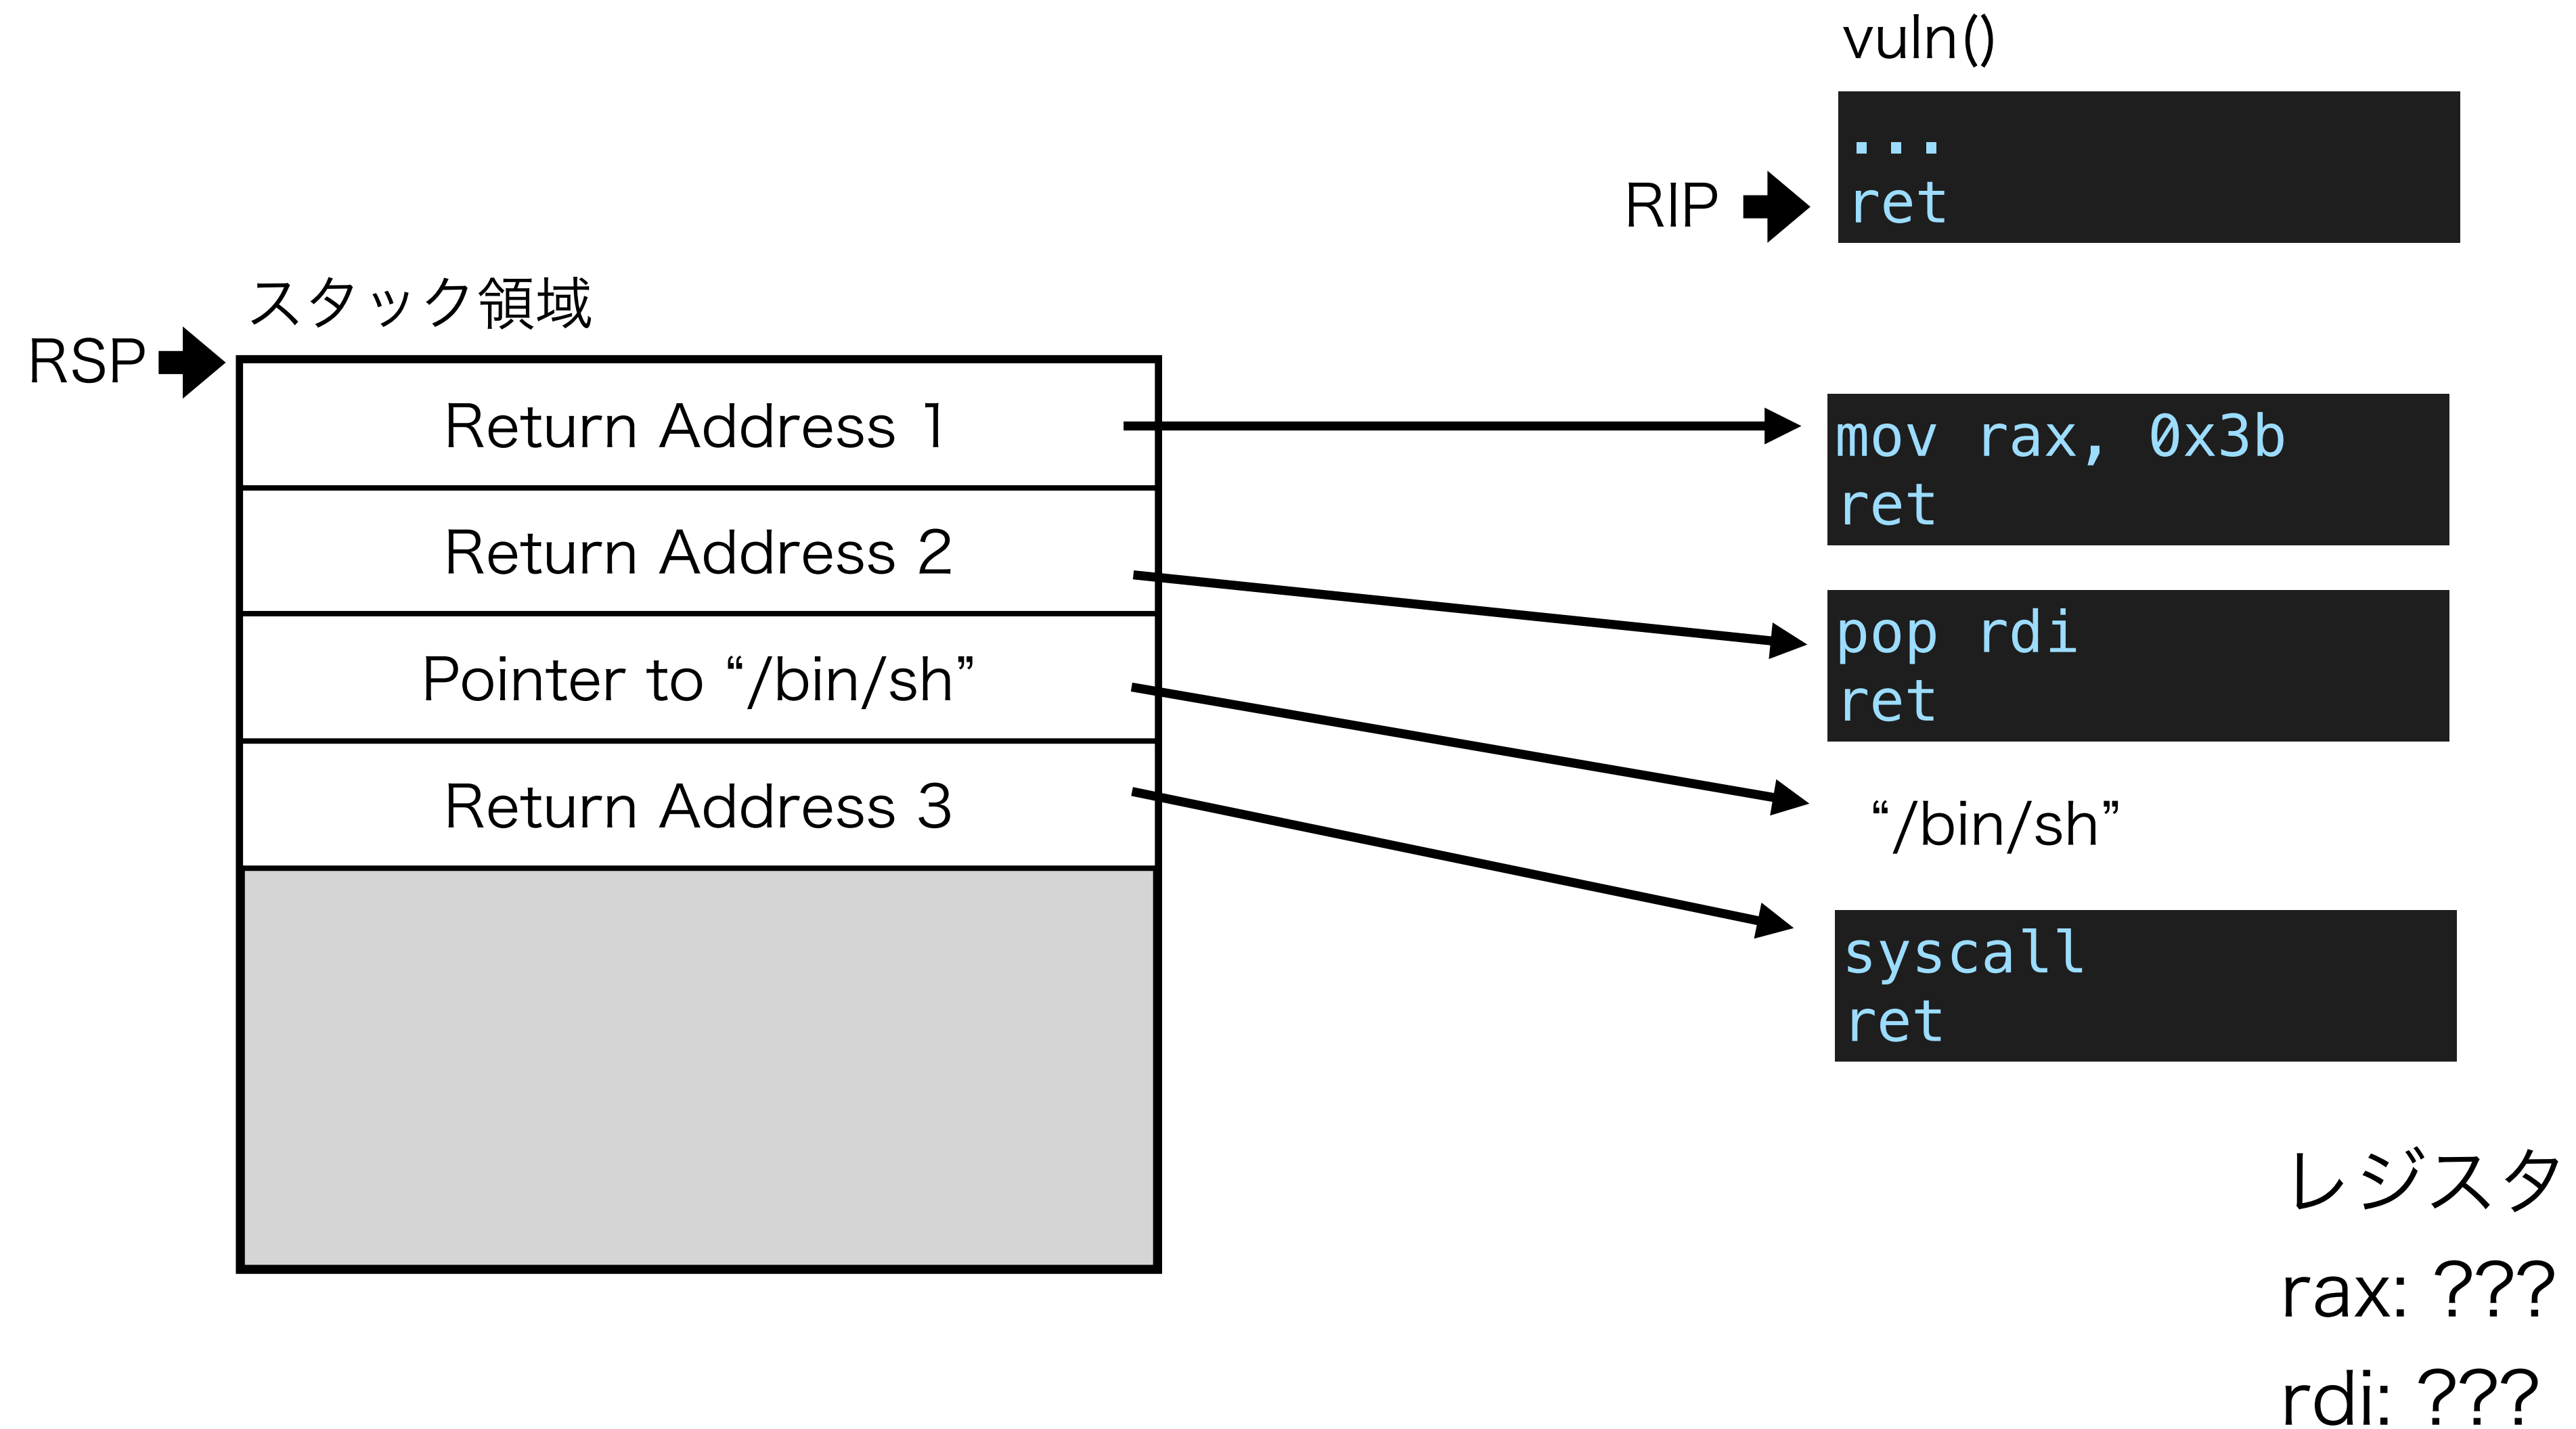 vuln()
...
ret
RIP
スタック領域
RSP
Return Address 1
Return Address 2
Pointer to “/bin/sh”
Return Address 3
mov rax, 0x3b
ret
pop rdi
ret
“/bin/sh”
syscall
ret
レジスタ
rax: ???
rdi: ???